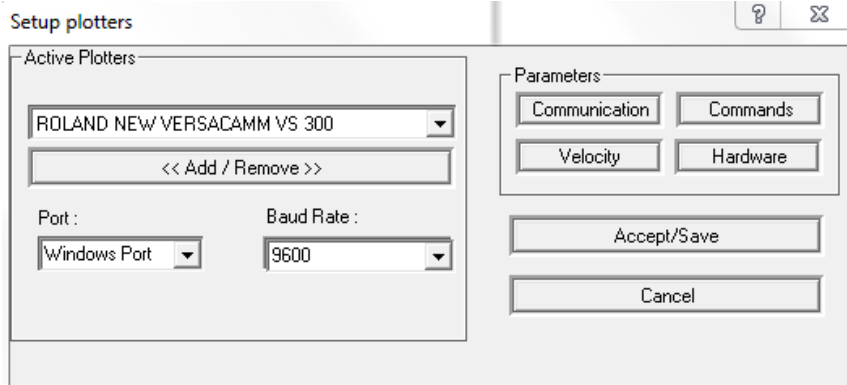 Setup plotters
Active Plotters
ROLAND NEW VERSACAMM VS 300
<< Add / Remove >>
Port :
Baud Rate :
Windows Port
9600
Parameters
Communication
Commands
Velocity
Hardware
Accept/Save
Cancel